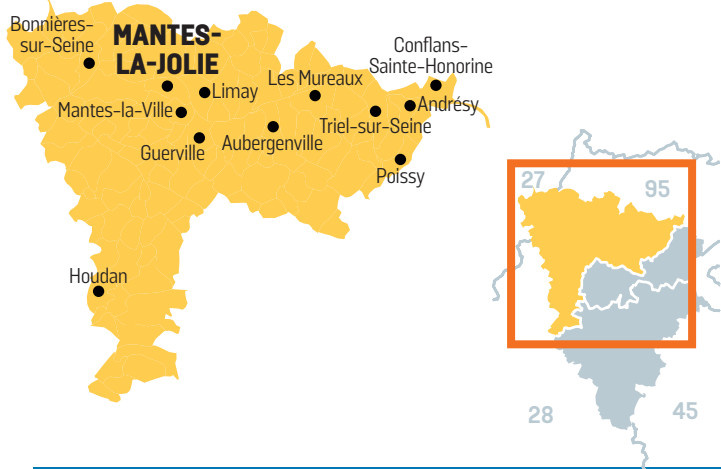 Bonnières-
sur-Seine
MANTES-
LA-JOLIE
Conflans-
Sainte-Honorine
Les Mureaux
Limay
Andrésy
Mantes-la-Ville
Triel-sur-Seine
Guerville
Aubergenville
Poissy
Houdan
27
95
28
45